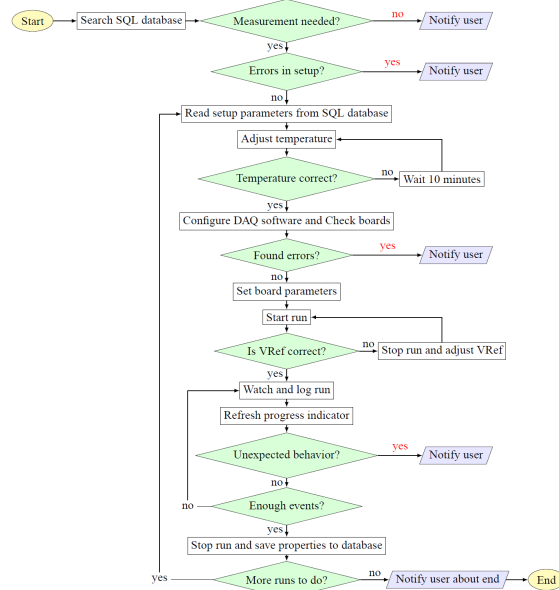 Start
Search SQL database
Measurement needed?
no
Notify user
yes
Errors in setup?
yes
Notify user
no
Read setup parameters from SQL database
Adjust temperature
Temperature correct?
no
Wait 10 minutes
yes
Configure DAQ software and Check boards
Found errors?
yes
Notify user
no
Set board parameters
Start run
Is VRef correct?
no
Stop run and adjust VRef
yes
Watch and log run
Refresh progress indicator
Unexpected behavior?
yes
Notify user
no
Enough events?
no
yes
Stop run and save properties to database
More runs to do?
yes
no
Notify user about end
End